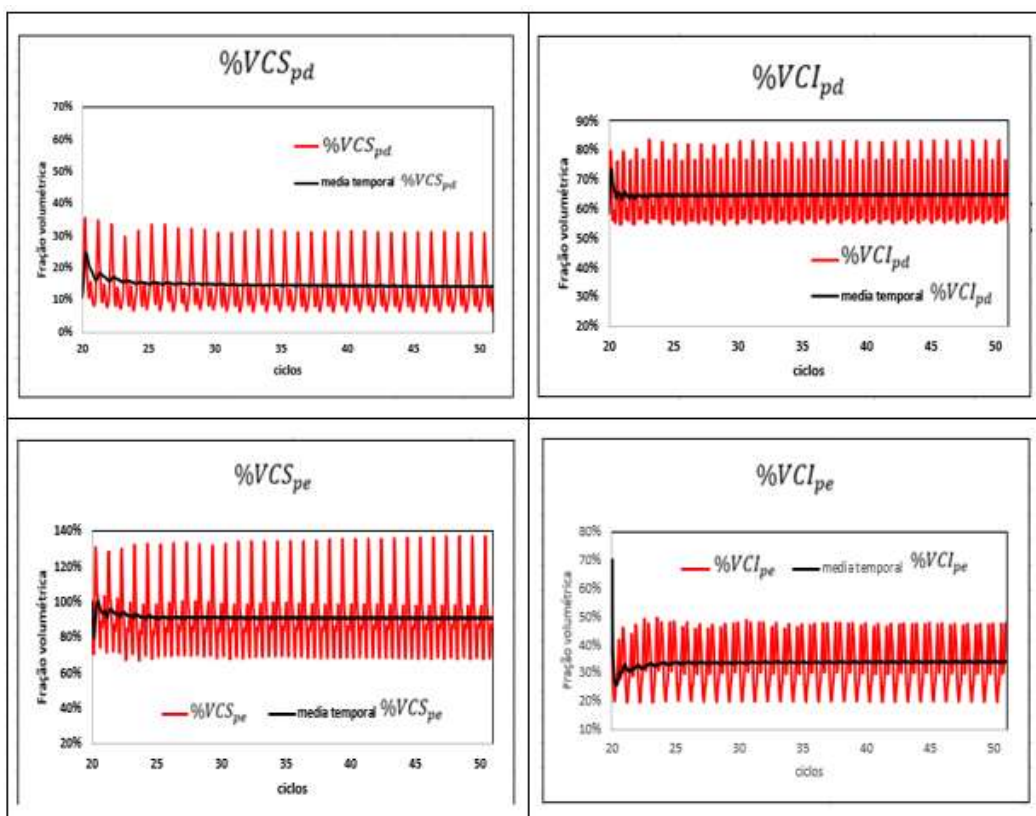 %VCS_pd
Fração volumétrica
70%
60%
50%
40%
30%
20%
10%
0%
%VCS_pd
media temporal %VCS_pd
20 25 30 35 40 45 50
ciclos
%VCI_pd
Fração volumétrica
90%
80%
70%
60%
50%
40%
30%
20%
%VCI_pd
media temporal %VCI_pd
20 25 30 35 40 45 50
ciclos
%VCS_pe
Fração volumétrica
140%
120%
100%
80%
60%
40%
20%
%VCS_pe media temporal %VCS_pe
20 25 30 35 40 45 50
ciclos
%VCI_pe
Fração volumétrica
80%
70%
60%
50%
40%
30%
20%
10%
%VCI_pe media temporal %VCI_pe
20 25 30 35 40 45 50
ciclos